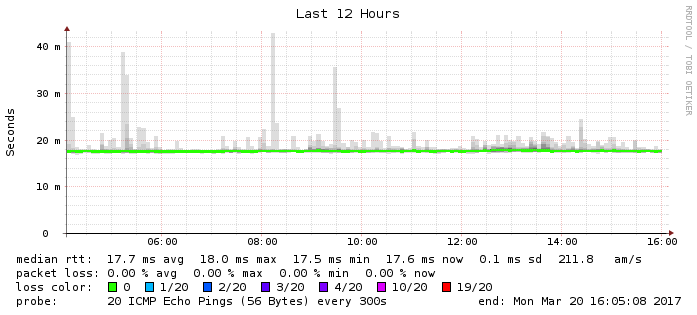 Last 12 Hours
RRDTOOL / TOBI OETIKER
Seconds
40 m
30 m
20 m
10 m
0
06:00 08:00 10:00 12:00 14:00 16:00
median rtt: 17.7 ms avg 18.0 ms max 17.5 ms min 17.6 ms now 0.1 ms sd 211.8 am/s
packet loss: 0.00 % avg 0.00 % max 0.00 % min 0.00 % now
loss color: 0 1/20 2/20 3/20 4/20 10/20 19/20
probe: 20 ICMP Echo Pings (56 Bytes) every 300s end: Mon Mar 20 16:05:08 2017